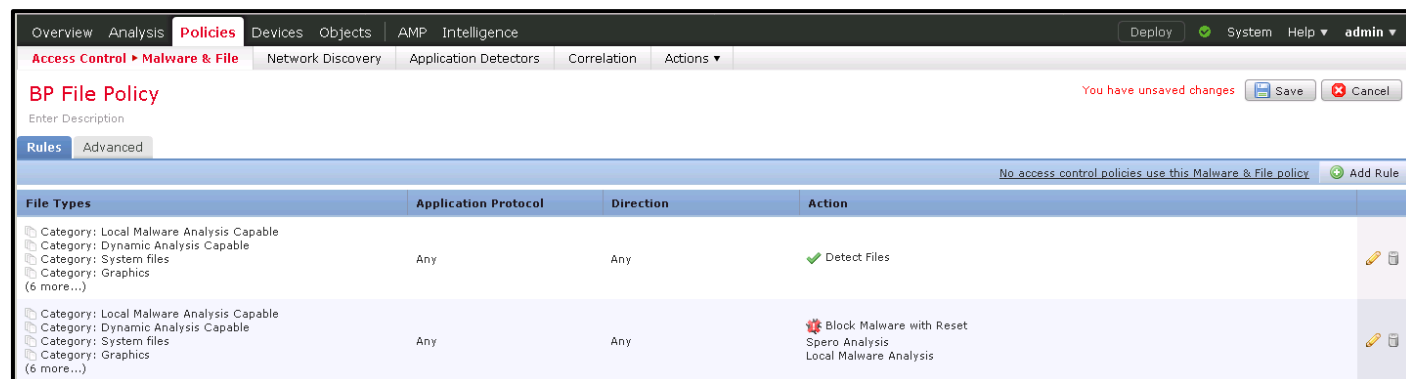 Overview Analysis Policies Devices Objects AMP Intelligence Deploy System Help ▾ admin ▾
Access Control ▸ Malware & File Network Discovery Application Detectors Correlation Actions ▾
BP File Policy
You have unsaved changes Save Cancel
Enter Description
Rules Advanced
No access control policies use this Malware & File policy Add Rule
File Types Application Protocol Direction Action
Category: Local Malware Analysis Capable
Category: Dynamic Analysis Capable
Category: System files
Category: Graphics
(6 more...)
Any Any Detect Files
Category: Local Malware Analysis Capable
Category: Dynamic Analysis Capable
Category: System files
Category: Graphics
(6 more...)
Any Any Block Malware with Reset
Spero Analysis
Local Malware Analysis